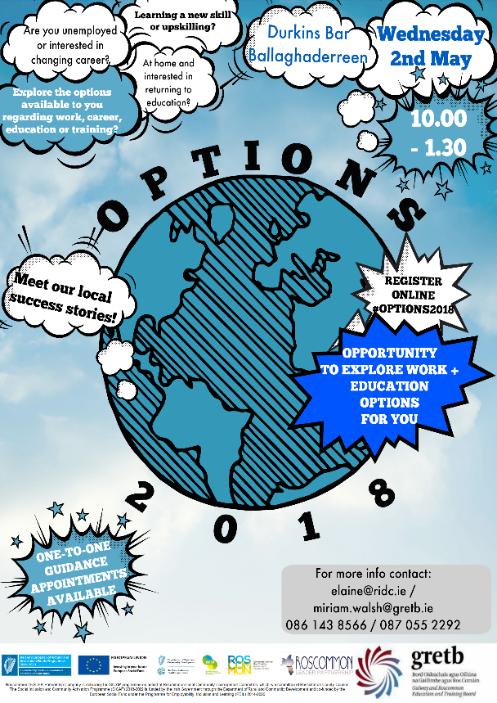 Are you unemployed
or interested in
changing career?
Learning a new skill
or upskilling?
At home and
interested in
returning to
education?
Explore the options
available to you
regarding work, career,
education or training?
Durkins Bar
Ballaghaderreen
Wednesday
2nd May
10.00
- 1.30
OPTIONS
Meet our local
success stories!
REGISTER
ONLINE
#OPTIONS2018
OPPORTUNITY
TO EXPLORE WORK +
EDUCATION
OPTIONS
FOR YOU
2018
ONE-TO-ONE
GUIDANCE
APPOINTMENTS
AVAILABLE
For more info contact:
elaine@ridc.ie /
miriam.walsh@gretb.ie
086 143 8566 / 087 055 2292
EUROPEAN UNION
ROS
ROSCOMMON
LEADER PARTNERSHIP
gretb
Bord Oideachais agus Oiliúna
na Gaillimhe agus Ros Comáin
Galway and Roscommon
Education and Training Board